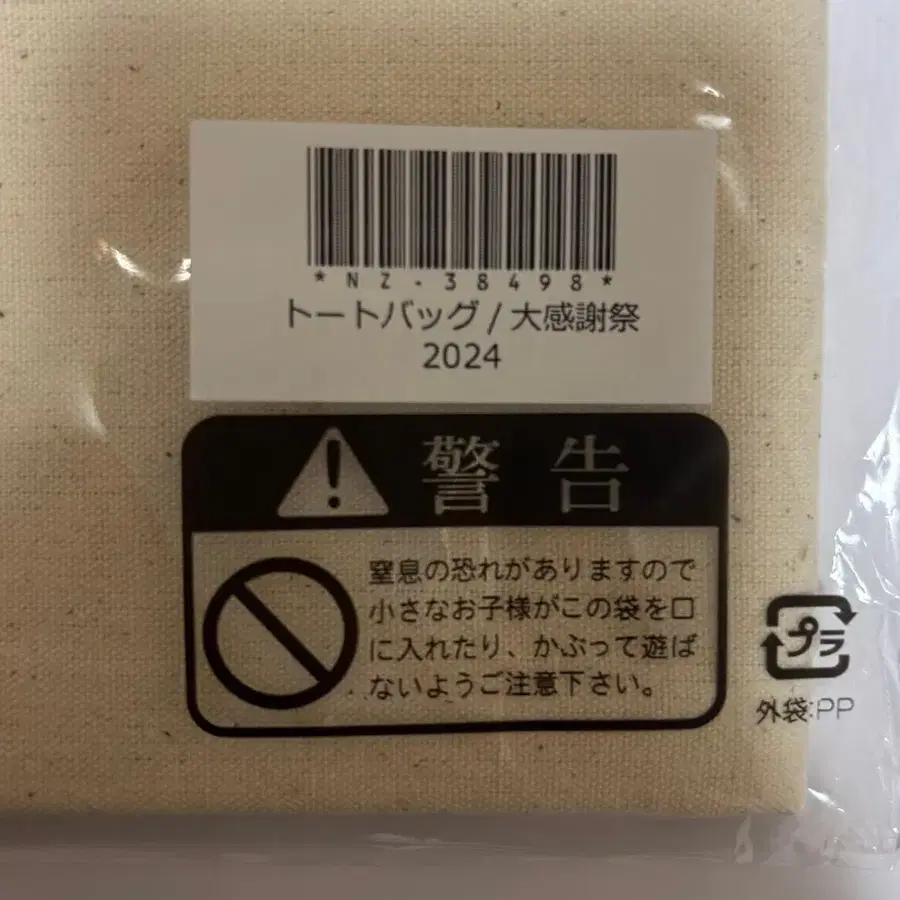 *NZ-38498*
トートバッグ / 大感謝祭
2024
警告
窒息の恐れがありますので
小さなお子様がこの袋を口
に入れたり、かぶって遊ば
ないようご注意下さい。
プラ
外袋:PP